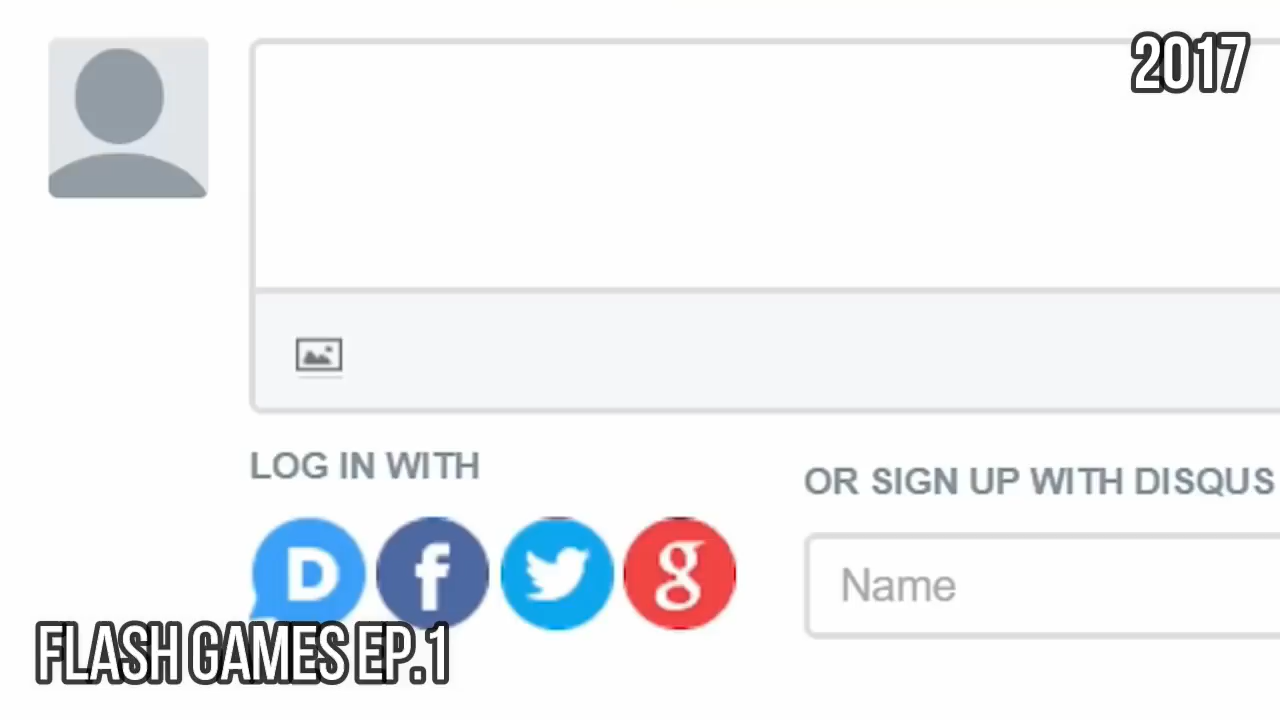 2017
LOG IN WITH
OR SIGN UP WITH DISQUS
D f g
Name
FLASH GAMES EP.1